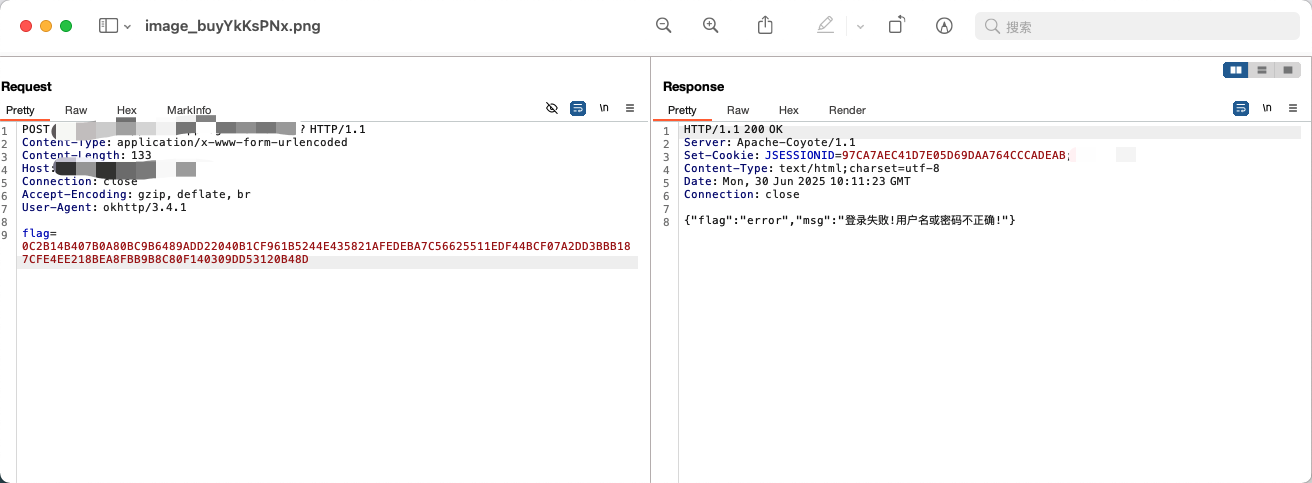 image_buyYkKsPNx.png
搜索
Request
Pretty Raw Hex MarkInfo
\n
1 POST ? HTTP/1.1
2 Content-Type: application/x-www-form-urlencoded
3 Content-Length: 133
4 Host:
5 Connection: close
6 Accept-Encoding: gzip, deflate, br
7 User-Agent: okhttp/3.4.1
8
9 flag=
0C2B14B407B0A80BC9B6489ADD22040B1CF961B5244E435821AFEDEBA7C56625511EDF44BCF07A2DD3BBB18
7CFE4EE218BEA8FBB9B8C80F140309DD53120B48D
Response
Pretty Raw Hex Render
\n
1 HTTP/1.1 200 OK
2 Server: Apache-Coyote/1.1
3 Set-Cookie: JSESSIONID=97CA7AEC41D7E05D69DAA764CCCADEAB;
4 Content-Type: text/html;charset=utf-8
5 Date: Mon, 30 Jun 2025 10:11:23 GMT
6 Connection: close
7
8 {"flag":"error","msg":"登录失败!用户名或密码不正确!"}